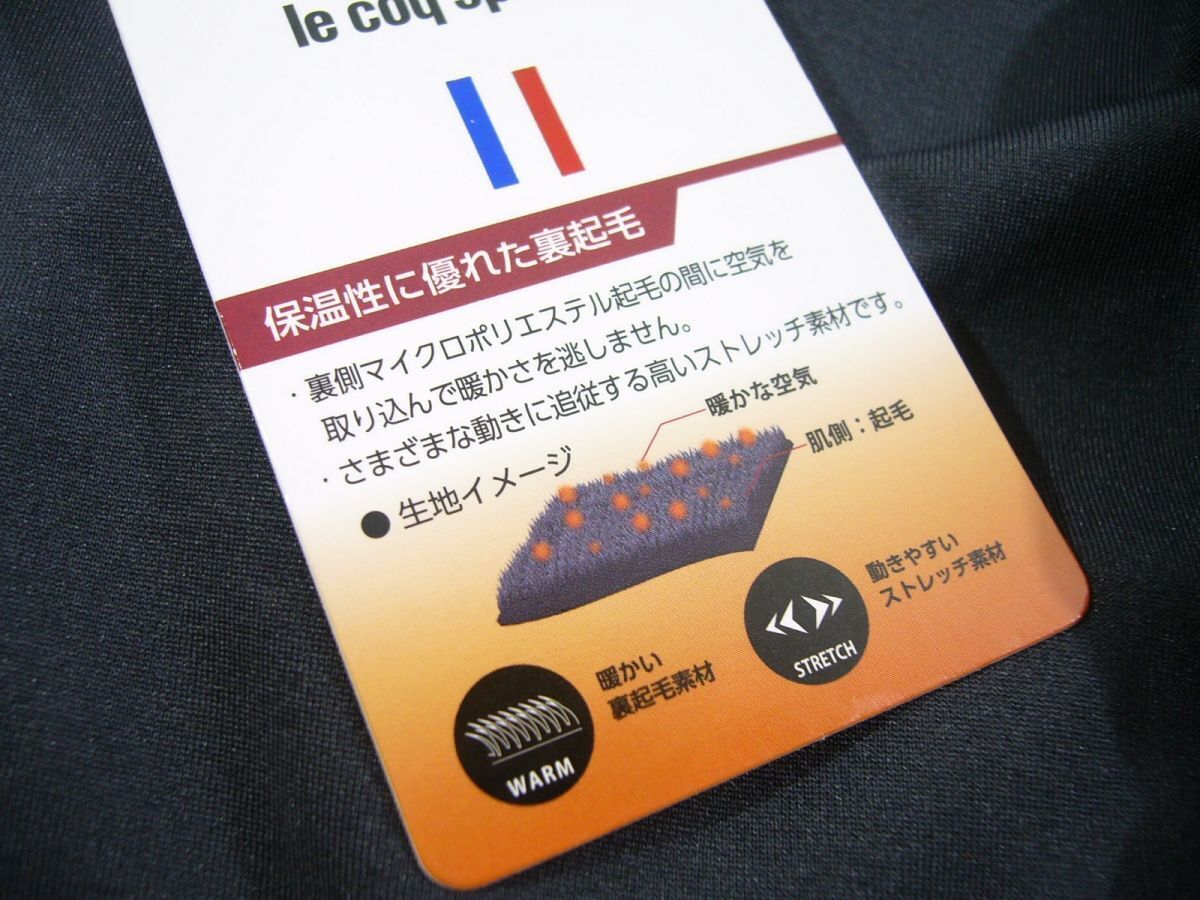 le coq sp
保温性に優れた裏起毛
・裏側マイクロポリエステル起毛の間に空気を
取り込んで暖かさを逃しません。
・さまざまな動きに追従する高いストレッチ素材です。
●生地イメージ
暖かな空気
肌側：起毛
動きやすい
ストレッチ素材
STRETCH
暖かい
裏起毛素材
WARM